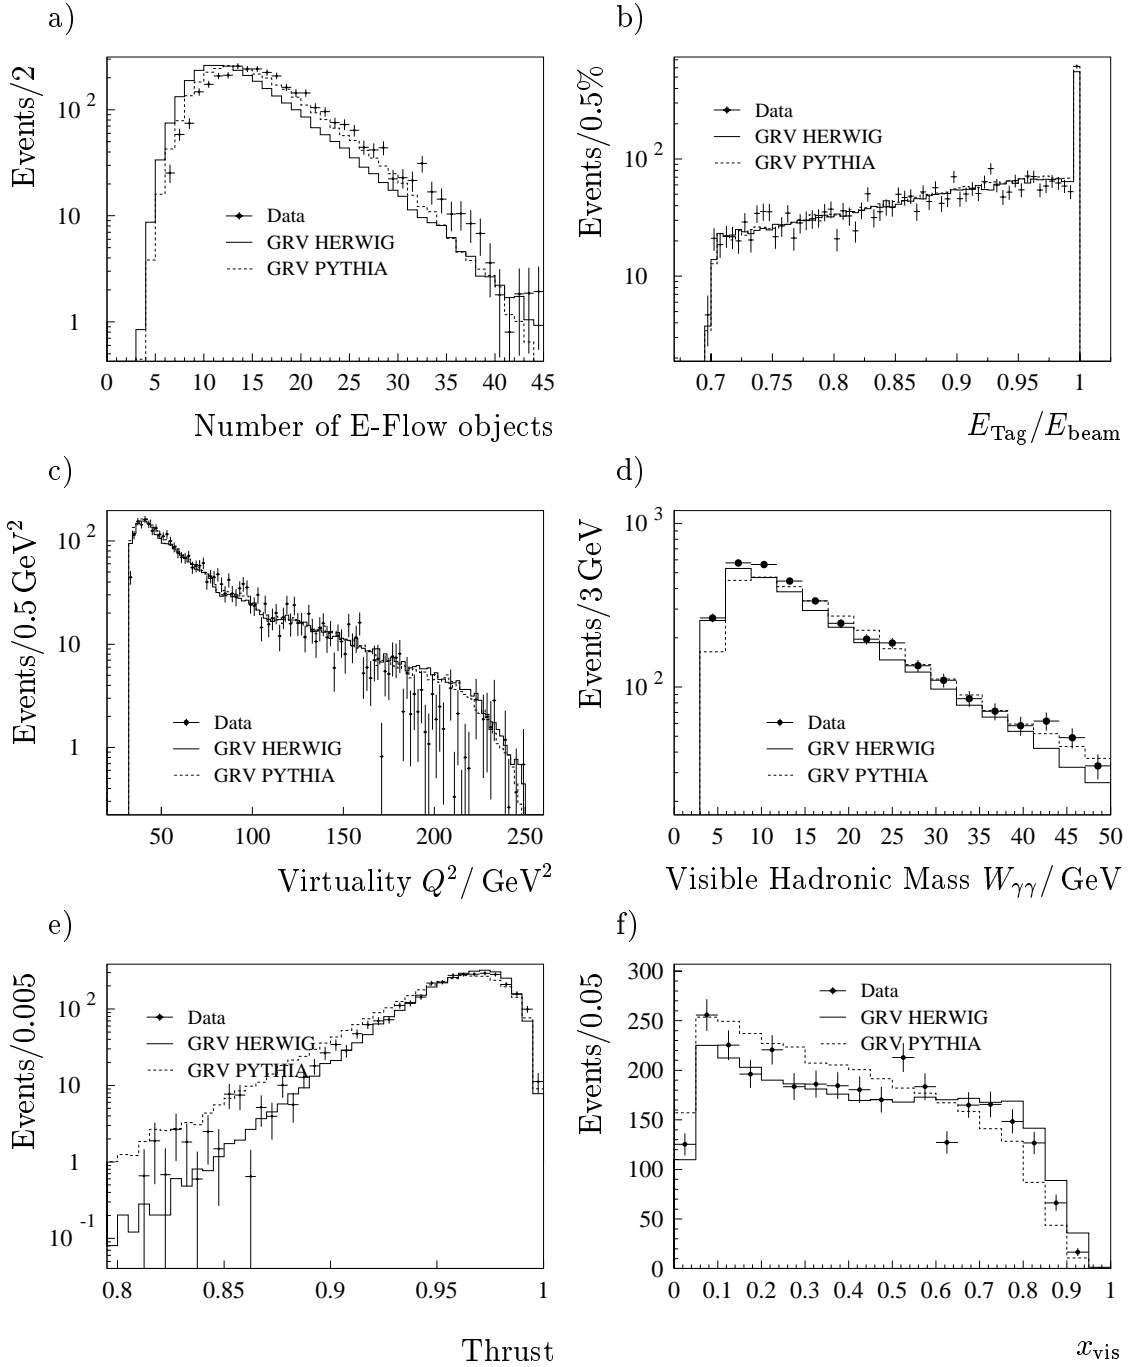 a)
Events/2
10 2
10
1
Data
GRV HERWIG
GRV PYTHIA
0 5 10 15 20 25 30 35 40 45
Number of E-Flow objects
b)
Events/0.5%
10 2
10
Data
GRV HERWIG
GRV PYTHIA
0.7 0.75 0.8 0.85 0.9 0.95 1
E_Tag/E_beam
c)
Events/0.5 GeV²
10 2
10
1
Data
GRV HERWIG
GRV PYTHIA
50 100 150 200 250
Virtuality Q²/ GeV²
d)
Events/3 GeV
10 3
10 2
Data
GRV HERWIG
GRV PYTHIA
0 5 10 15 20 25 30 35 40 45 50
Visible Hadronic Mass W_γγ/ GeV
e)
Events/0.005
10 2
10
1
10 -1
Data
GRV HERWIG
GRV PYTHIA
0.8 0.85 0.9 0.95 1
Thrust
f)
Events/0.05
300
250
200
150
100
50
0
Data
GRV HERWIG
GRV PYTHIA
0 0.1 0.2 0.3 0.4 0.5 0.6 0.7 0.8 0.9 1
x_vis